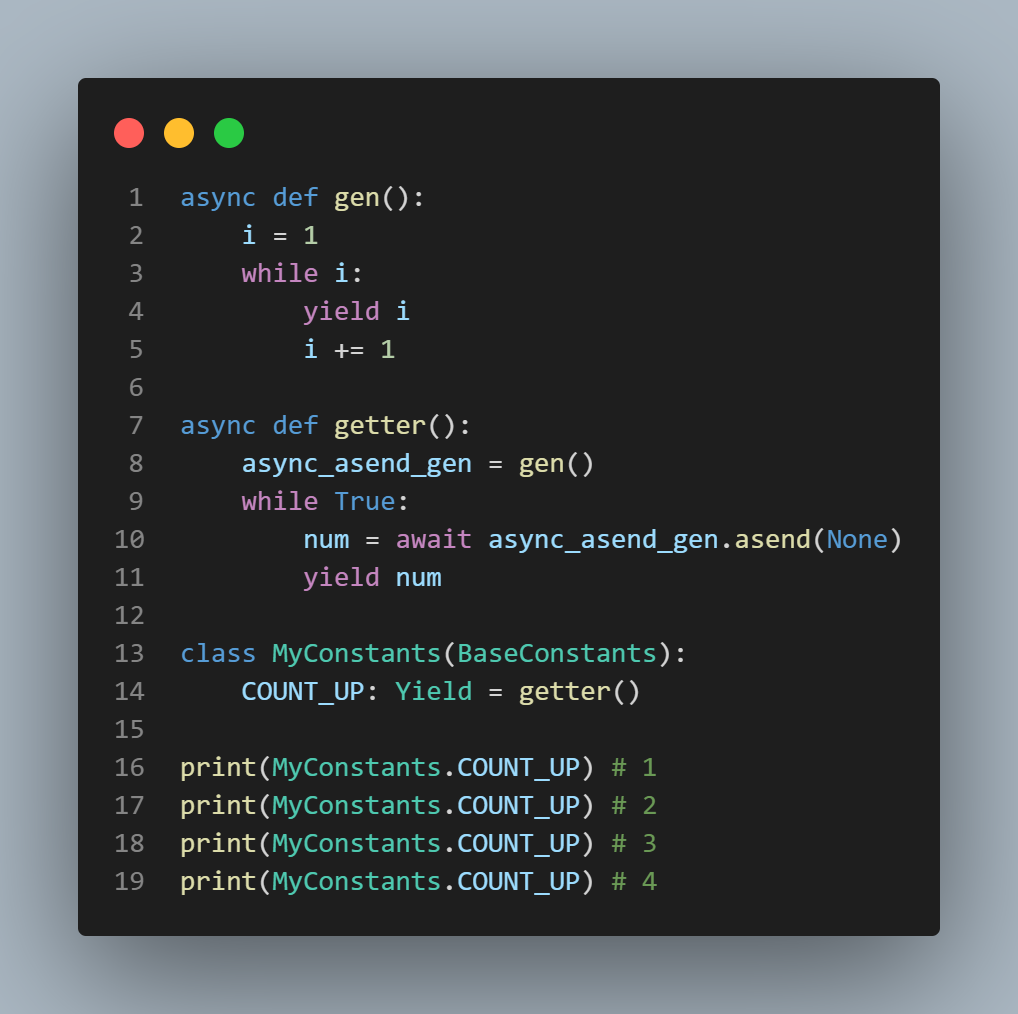 1 async def gen():
2     i = 1
3     while i:
4         yield i
5         i += 1
6
7 async def getter():
8     async_asend_gen = gen()
9     while True:
10         num = await async_asend_gen.asend(None)
11         yield num
12
13 class MyConstants(BaseConstants):
14     COUNT_UP: Yield = getter()
15
16 print(MyConstants.COUNT_UP) # 1
17 print(MyConstants.COUNT_UP) # 2
18 print(MyConstants.COUNT_UP) # 3
19 print(MyConstants.COUNT_UP) # 4